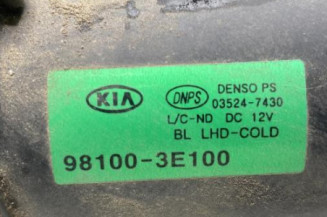 KIA DNPS DENSO PS
03524-7430
L/C-ND DC 12V
BL LHD-COLD
98100-3E100